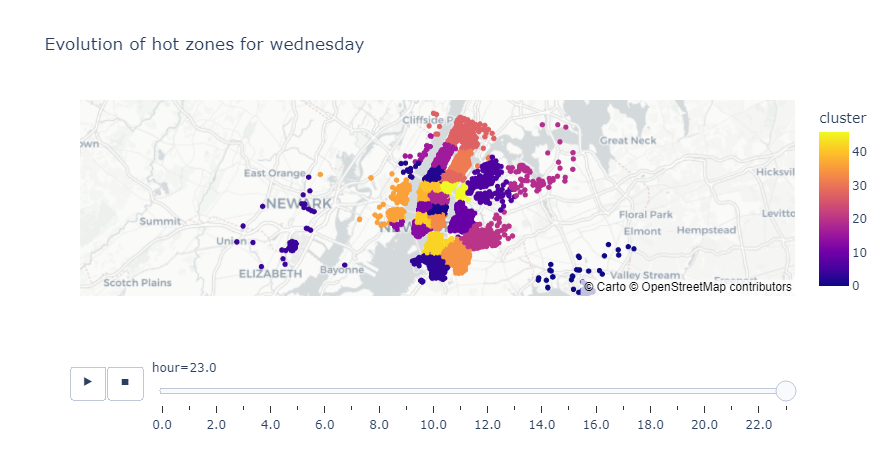 Evolution of hot zones for wednesday
cluster
Cliffside P
Great Neck
own
East Orange
NEWARK
Hicksvil
Levitto
Summit
Union
NE
Floral Park
Elmont
Hempstead
ELIZABETH
Bayonne
Valley Stream
Scotch Plains
© Carto © OpenStreetMap contributors
40
30
20
10
0
hour=23.0
0.0 2.0 4.0 6.0 8.0 10.0 12.0 14.0 16.0 18.0 20.0 22.0